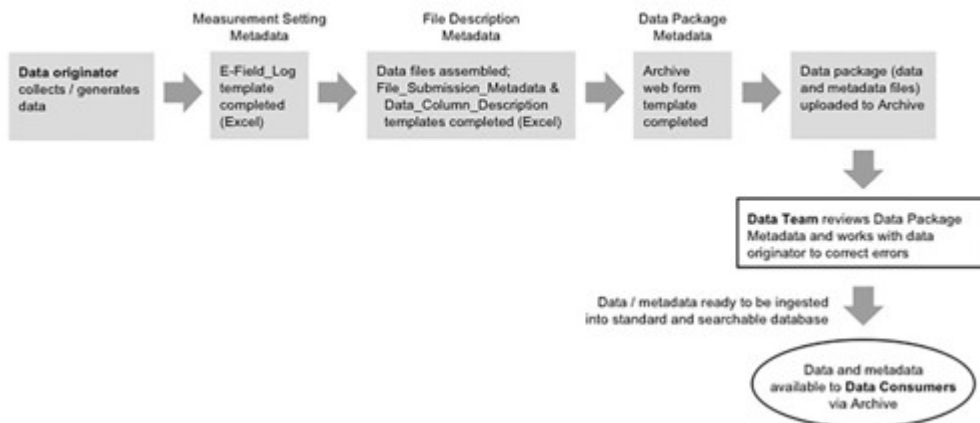 Measurement Setting
Metadata
File Description
Metadata
Data Package
Metadata
Data originator
collects / generates
data
E-Field_Log
template
completed
(Excel)
Data files assembled;
File_Submission_Metadata &
Data_Column_Description
templates completed (Excel)
Archive
web form
template
completed
Data package (data
and metadata files)
uploaded to Archive
Data Team reviews Data Package
Metadata and works with data
originator to correct errors
Data / metadata ready to be ingested
into standard and searchable database
Data and metadata
available to Data Consumers
via Archive